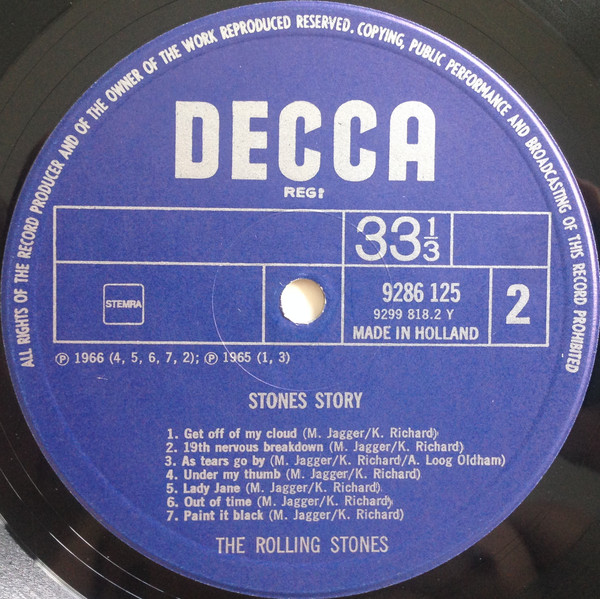 ALL RIGHTS OF THE RECORD PRODUCER AND OF THE OWNER OF THE WORK REPRODUCED RESERVED. COPYING, PUBLIC PERFORMANCE AND BROADCASTING OF THIS RECORD PROHIBITED
DECCA
REGD
33 1/3
STEMRA
9286 125
9299 818.2 Y
MADE IN HOLLAND
2
℗ 1966 (4, 5, 6, 7, 2); ℗ 1965 (1, 3)
STONES STORY
1. Get off of my cloud (M. Jagger/K. Richard)
2. 19th nervous breakdown (M. Jagger/K. Richard)
3. As tears go by (M. Jagger/K. Richard/A. Loog Oldham)
4. Under my thumb (M. Jagger/K. Richard)
5. Lady Jane (M. Jagger/K. Richard)
6. Out of time (M. Jagger/K. Richard)
7. Paint it black (M. Jagger/K. Richard)
THE ROLLING STONES